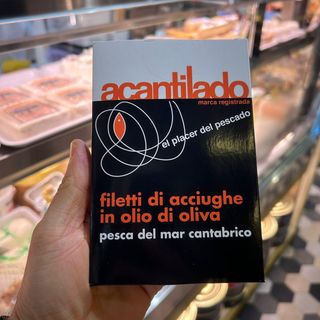 acantilado
marca registrada
el placer del pescado
filetti di acciughe
in olio di oliva
pesca del mar cantabrico